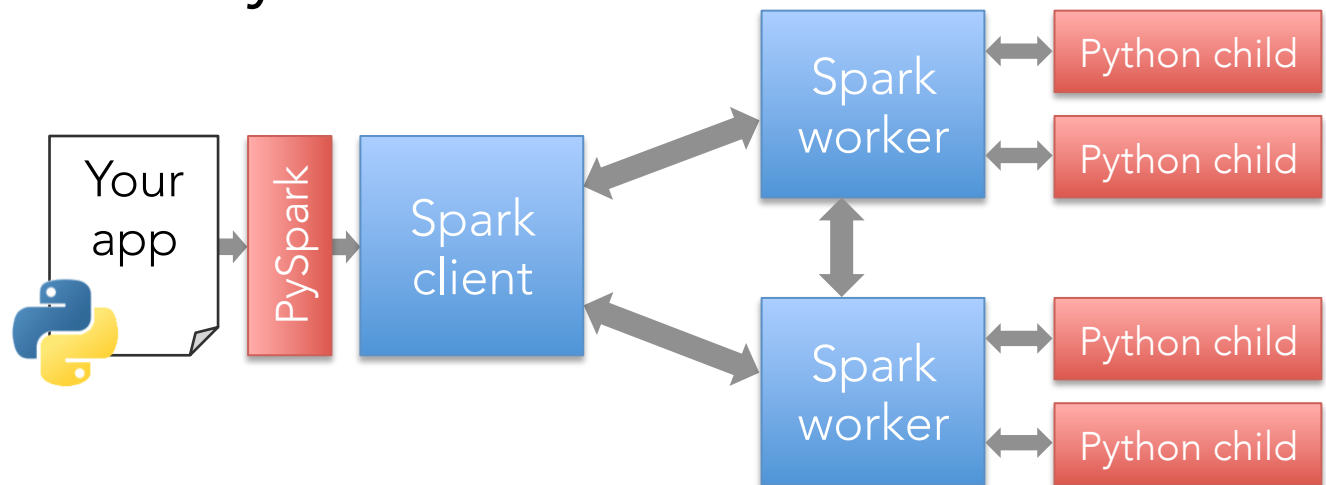 Your
app
PySpark
Spark
client
Spark
worker
Python child
Python child
Spark
worker
Python child
Python child